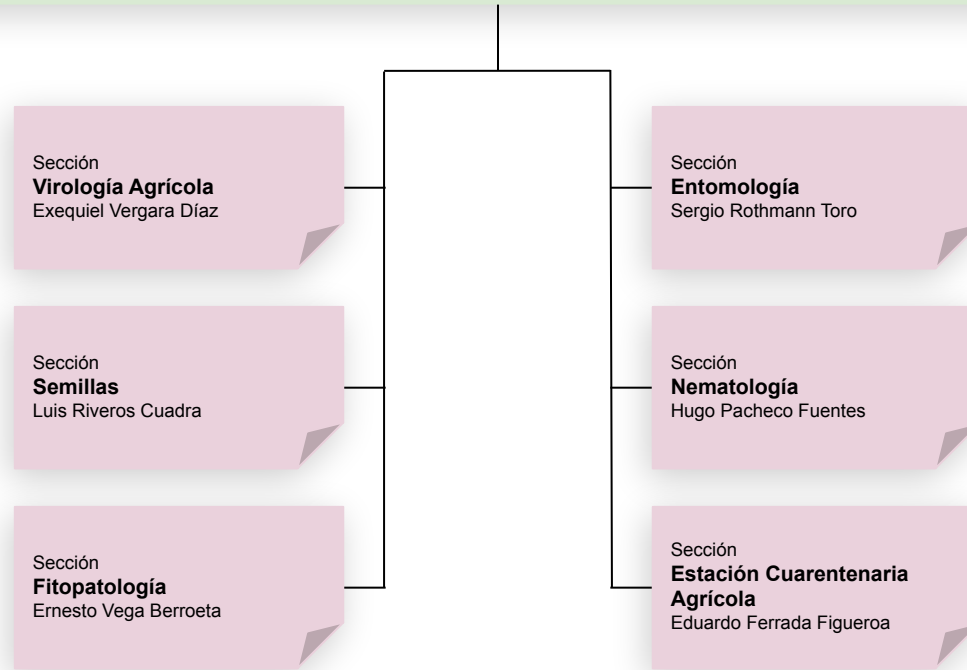 Sección
Virología Agrícola
Exequiel Vergara Díaz
Sección
Semillas
Luis Riveros Cuadra
Sección
Fitopatología
Ernesto Vega Berroeta
Sección
Entomología
Sergio Rothmann Toro
Sección
Nematología
Hugo Pacheco Fuentes
Sección
Estación Cuarentenaria
Agrícola
Eduardo Ferrada Figueroa